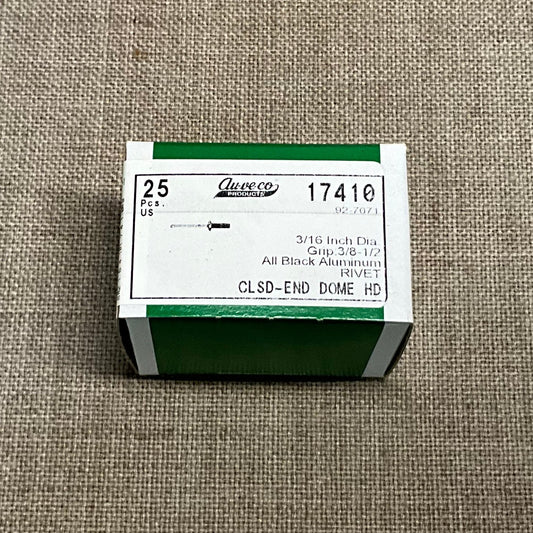 25
Pcs.
US
Auveco
PRODUCTS
17410
92-7071
3/16 Inch Dia.
Grip:3/8-1/2
All Black Aluminum
RIVET
CLSD-END DOME HD